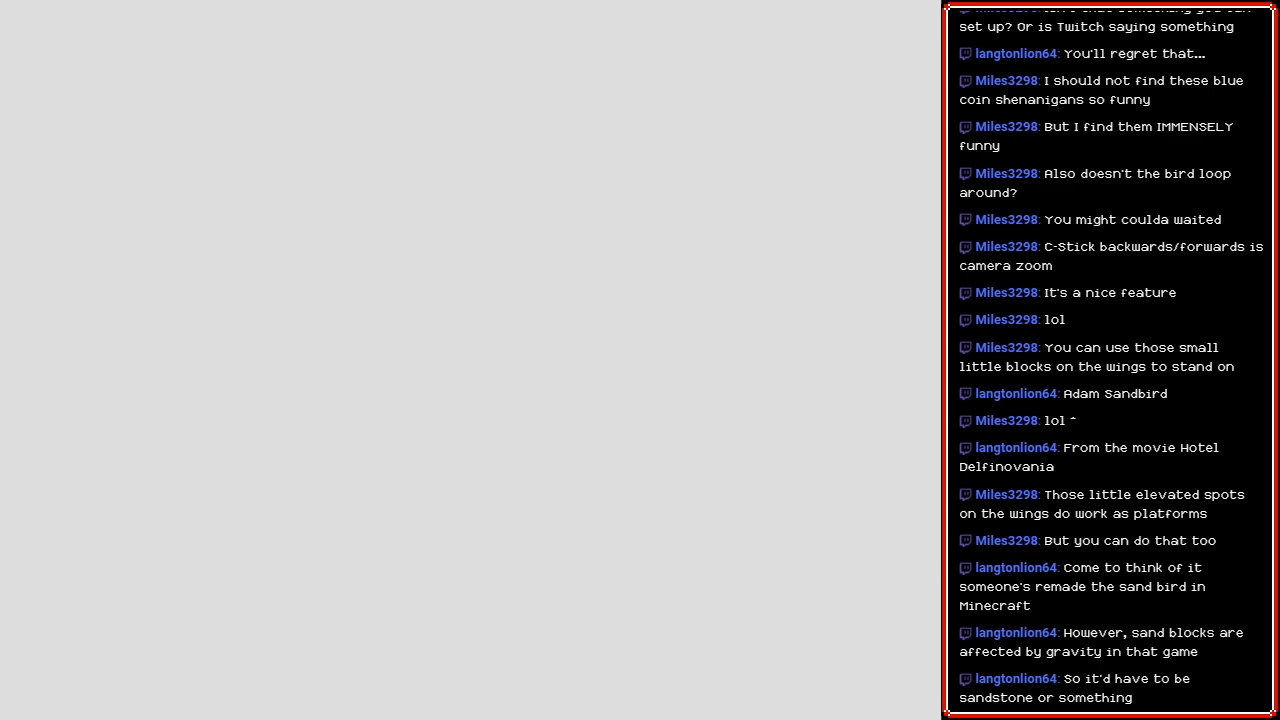 set up? Or is Twitch saying something
langtonlion64: You'll regret that...
Miles3298: I should not find these blue
coin shenanigans so funny
Miles3298: But I find them IMMENSELY
funny
Miles3298: Also doesn't the bird loop
around?
Miles3298: You might coulda waited
Miles3298: C-Stick backwards/forwards is
camera zoom
Miles3298: It's a nice feature
Miles3298: lol
Miles3298: You can use those small
little blocks on the wings to stand on
langtonlion64: Adam Sandbird
Miles3298: lol ^
langtonlion64: From the movie Hotel
Delfinovania
Miles3298: Those little elevated spots
on the wings do work as platforms
Miles3298: But you can do that too
langtonlion64: Come to think of it
someone's remade the sand bird in
Minecraft
langtonlion64: However, sand blocks are
affected by gravity in that game
langtonlion64: So it'd have to be
sandstone or something